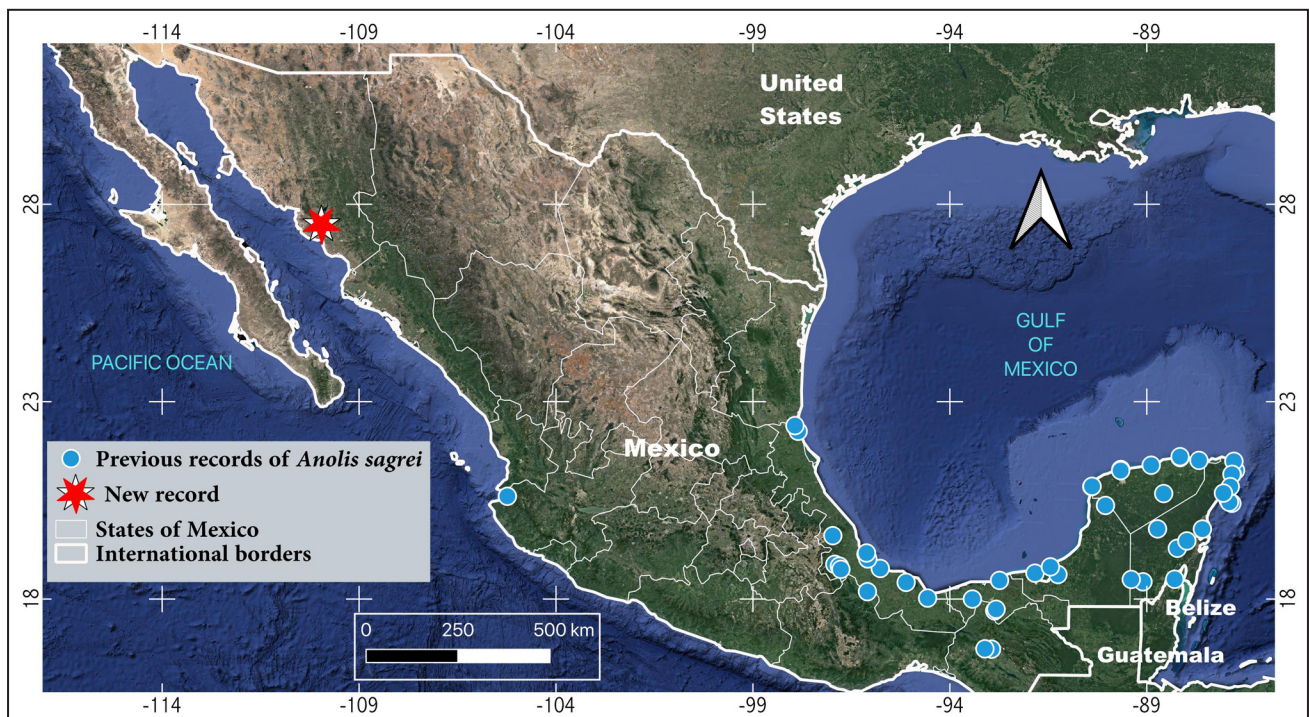 -114 -109 -104 -99 -94 -89
United
States
28 28
GULF
OF
MEXICO
PACIFIC OCEAN
23 23
Mexico
Previous records of Anolis sagrei
New record
States of Mexico
International borders
18 18
Belize
0 250 500 km
Guatemala
-114 -109 -104 -99 -94 -89